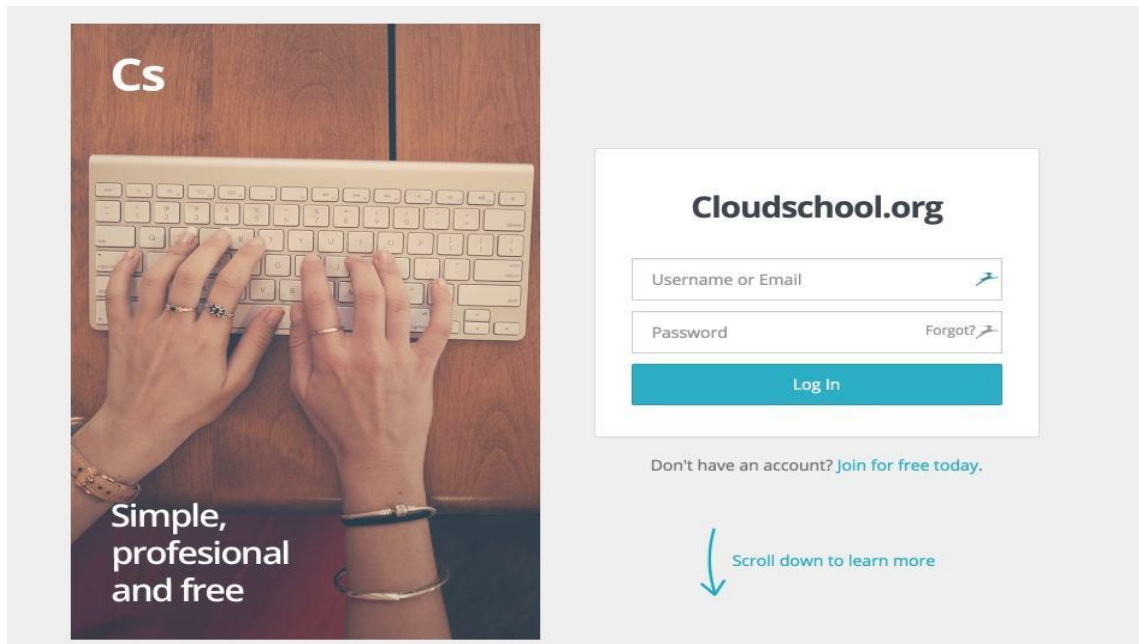 Cs
Simple,
profesional
and free
Cloudschool.org
Username or Email
Password
Forgot?
Log In
Don't have an account? Join for free today.
Scroll down to learn more